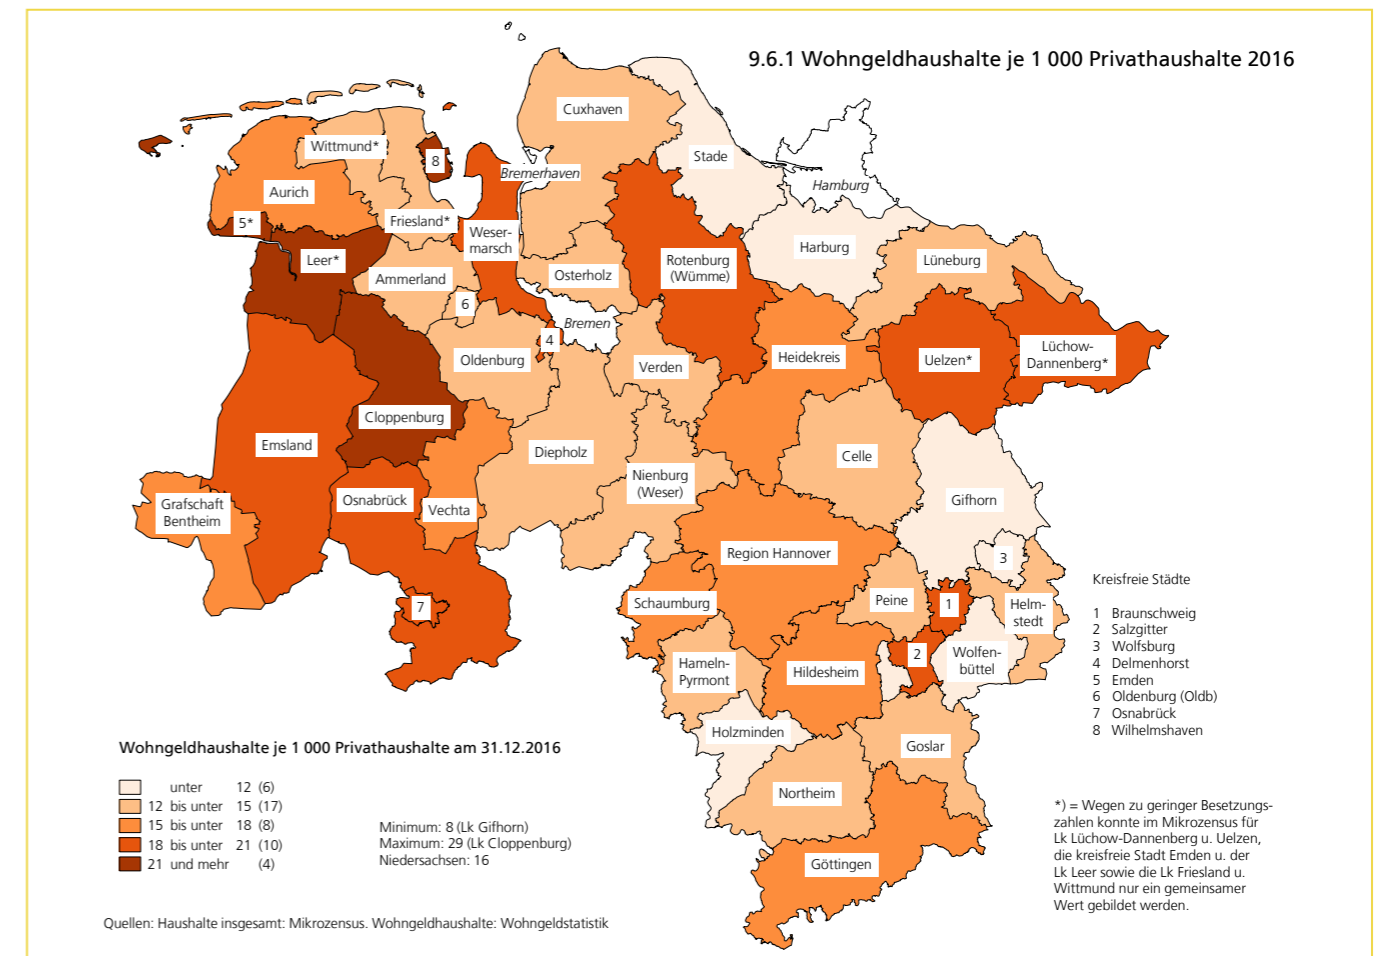 9.6.1 Wohngeldhaushalte je 1 000 Privathaushalte 2016
Cuxhaven
Wittmund*
8
Stade
Bremerhaven
Hamburg
Aurich
5*
Friesland*
Weser-
marsch
Harburg
Leer*
Rotenburg
(Wümme)
Lüneburg
Ammerland
Osterholz
6
Bremen
4
Oldenburg
Verden
Heidekreis
Uelzen*
Lüchow-
Dannenberg*
Cloppenburg
Emsland
Diepholz
Celle
Nienburg
(Weser)
Grafschaft
Bentheim
Osnabrück
Vechta
Gifhorn
Region Hannover
3
7
Schaumburg
Peine
1
Helm-
stedt
2
Wolfen-
büttel
Hameln-
Pyrmont
Hildesheim
Holzminden
Goslar
Northeim
Göttingen
Kreisfreie Städte
1 Braunschweig
2 Salzgitter
3 Wolfsburg
4 Delmenhorst
5 Emden
6 Oldenburg (Oldb)
7 Osnabrück
8 Wilhelmshaven
Wohngeldhaushalte je 1 000 Privathaushalte am 31.12.2016
unter 12 (6)
12 bis unter 15 (17)
15 bis unter 18 (8)
18 bis unter 21 (10)
21 und mehr (4)
Minimum: 8 (Lk Gifhorn)
Maximum: 29 (Lk Cloppenburg)
Niedersachsen: 16
*) = Wegen zu geringer Besetzungs-
zahlen konnte im Mikrozensus für
Lk Lüchow-Dannenberg u. Uelzen,
die kreisfreie Stadt Emden u. der
Lk Leer sowie die Lk Friesland u.
Wittmund nur ein gemeinsamer
Wert gebildet werden.
Quellen: Haushalte insgesamt: Mikrozensus. Wohngeldhaushalte: Wohngeldstatistik